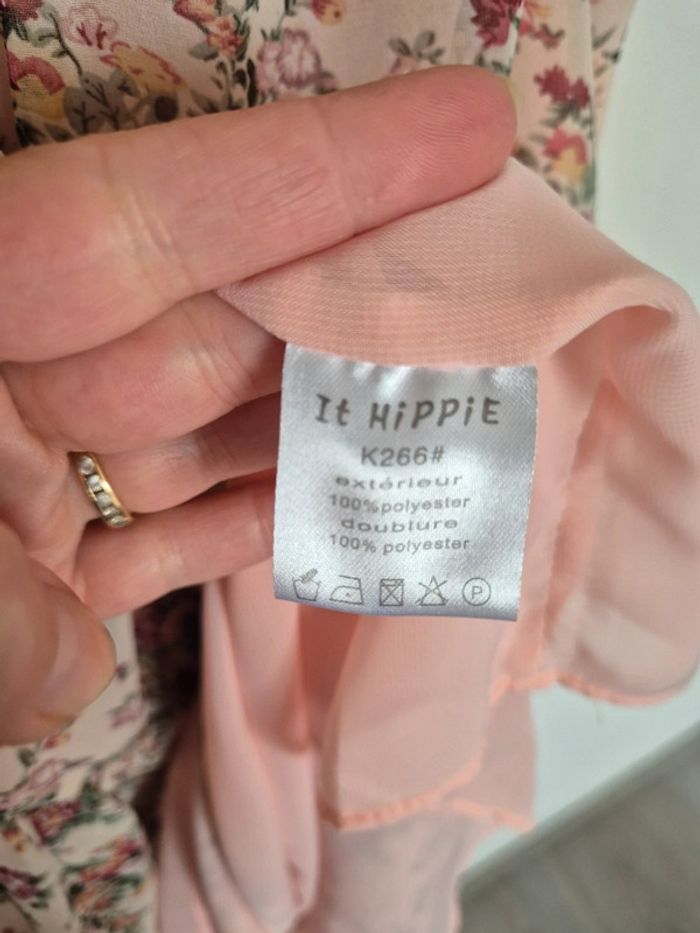 It HiPPiE
K266#
extérieur
100%polyester
doublure
100% polyester
P